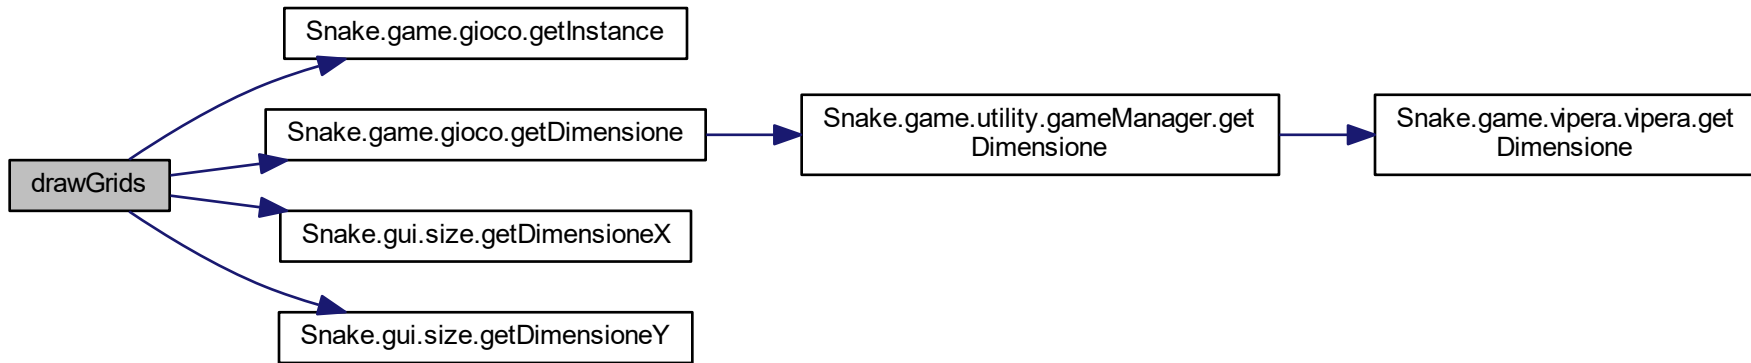 Snake.game.gioco.getInstance
Snake.game.gioco.getDimensione
Snake.game.utility.gameManager.get
Dimensione
Snake.game.vipera.vipera.get
Dimensione
drawGrids
Snake.gui.size.getDimensioneX
Snake.gui.size.getDimensioneY